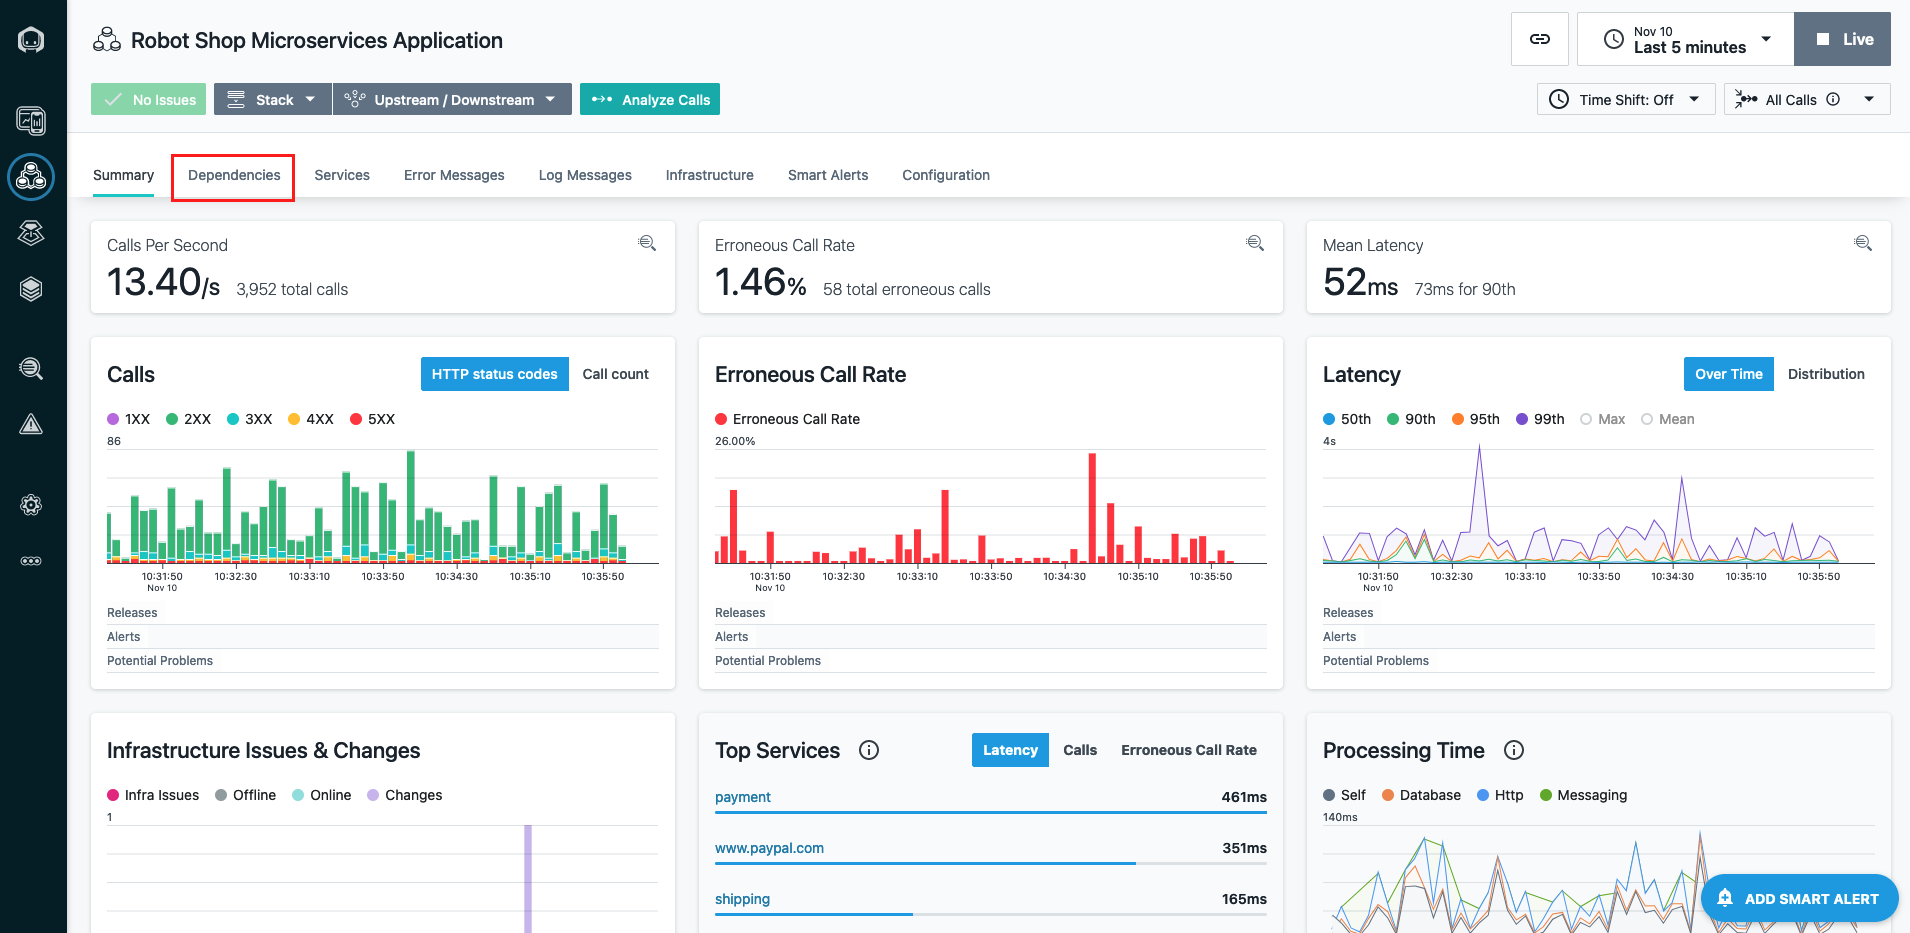 Robot Shop Microservices Application
Nov 10
Last 5 minutes
Live
No Issues
Stack
Upstream / Downstream
Analyze Calls
Time Shift: Off
All Calls
Summary
Dependencies
Services
Error Messages
Log Messages
Infrastructure
Smart Alerts
Configuration
Calls Per Second
13.40/s 3,952 total calls
Erroneous Call Rate
1.46% 58 total erroneous calls
Mean Latency
52ms 73ms for 90th
Calls
HTTP status codes
Call count
1XX 2XX 3XX 4XX 5XX
86
10:31:50 10:32:30 10:33:10 10:33:50 10:34:30 10:35:10 10:35:50
Nov 10
Releases
Alerts
Potential Problems
Erroneous Call Rate
Erroneous Call Rate
26.00%
10:31:50 10:32:30 10:33:10 10:33:50 10:34:30 10:35:10 10:35:50
Nov 10
Releases
Alerts
Potential Problems
Latency
Over Time
Distribution
50th 90th 95th 99th Max Mean
4s
10:31:50 10:32:30 10:33:10 10:33:50 10:34:30 10:35:10 10:35:50
Nov 10
Releases
Alerts
Potential Problems
Infrastructure Issues & Changes
Infra Issues Offline Online Changes
1
Top Services
Latency
Calls
Erroneous Call Rate
payment 461ms
www.paypal.com 351ms
shipping 165ms
Processing Time
Self Database Http Messaging
140ms
ADD SMART ALERT